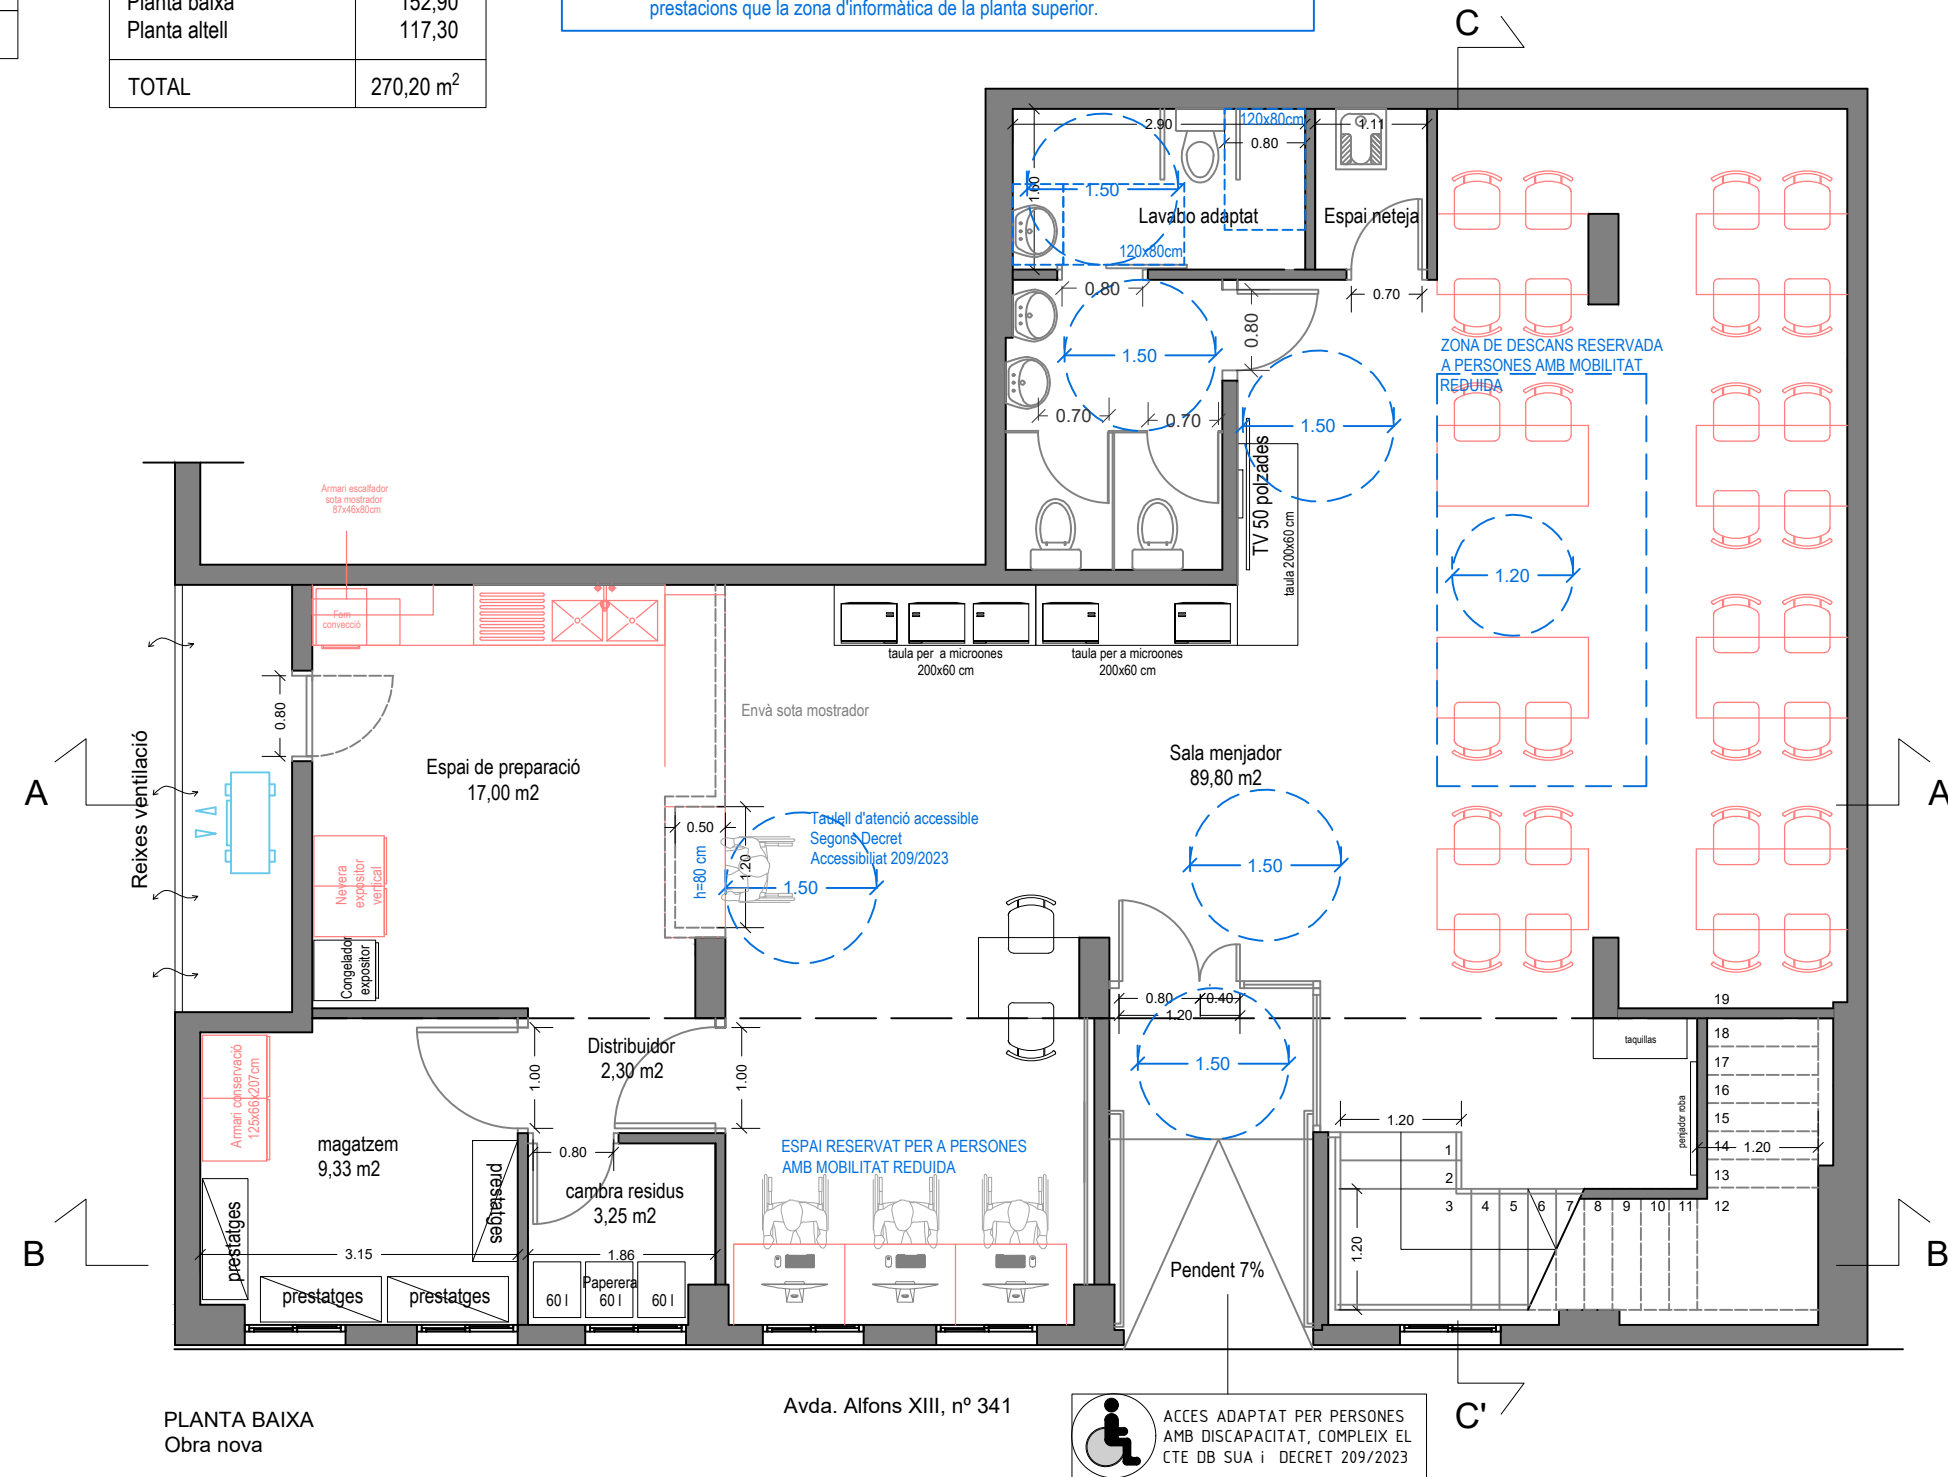 Planta baixa 152,90
Planta altell 117,30
TOTAL 270,20 m2
prestacions que la zona d'informàtica de la planta superior.
C
2.90
120x80cm
0.80
1.11
1.60
1.50
Lavabo adaptat
Espai neteja
120x80cm
0.80
0.80
0.70
1.50
0.70
0.70
1.50
ZONA DE DESCANS RESERVADA
A PERSONES AMB MOBILITAT
REDUIDA
TV 50 polzades
taula 200x60 cm
1.20
Armari escalfador
sota mostrador
87x46x80cm
Forn
convecció
taula per a microones
200x60 cm
taula per a microones
200x60 cm
0.80
Envà sota mostrador
Reixes ventilació
Espai de preparació
17,00 m2
Sala menjador
89,80 m2
A
A
0.50
1.20
h=80 cm
Taulell d'atenció accessible
Segons Decret
Accessibiliat 209/2023
1.50
1.50
Nevera
expositor
vertical
Congelador
expositor
0.80
0.40
1.20
1.50
Distribuidor
2,30 m2
1.00
1.00
Armari conservació
125x66x207cm
magatzem
9,33 m2
prestatges
prestatges
prestatges
prestatges
3.15
0.80
cambra residus
3,25 m2
1.86
Paperera
60 l
60 l
60 l
ESPAI RESERVAT PER A PERSONES
AMB MOBILITAT REDUIDA
taquillas
penjador roba
1.20
1.20
1.20
19
18
17
16
15
14
13
12
1
2
3
4
5
6
7
8
9
10
11
Pendent 7%
B
B
PLANTA BAIXA
Obra nova
Avda. Alfons XIII, nº 341
ACCES ADAPTAT PER PERSONES
AMB DISCAPACITAT, COMPLEIX EL
CTE DB SUA i DECRET 209/2023
C'